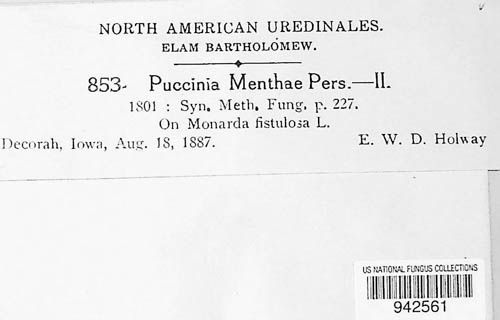 NORTH AMERICAN UREDINALES.
ELAM BARTHOLOMEW.
853- Puccinia Menthae Pers.—II.
1801 : Syn. Meth. Fung. p. 227.
On Monarda fistulosa L.
Decorah, Iowa, Aug. 18, 1887. E. W. D. Holway
US NATIONAL FUNGUS COLLECTIONS
942561